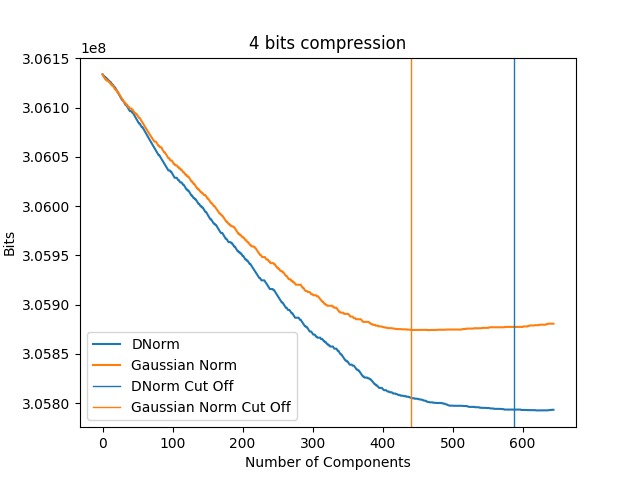 4 bits compression
1e8
3.0615
3.0610
3.0605
3.0600
3.0595
3.0590
3.0585
3.0580
Bits
DNorm
Gaussian Norm
DNorm Cut Off
Gaussian Norm Cut Off
0 100 200 300 400 500 600
Number of Components